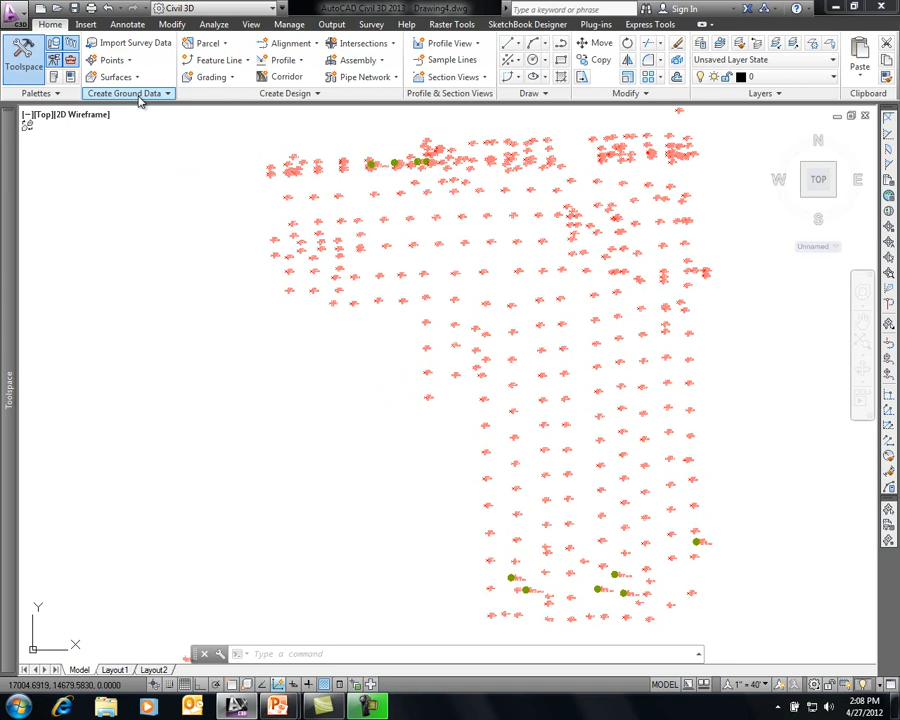 Civil 3D
AutoCAD Civil 3D 2013 Drawing4.dwg
Type a keyword or phrase
Sign In
C3D
Home Insert Annotate Modify Analyze View Manage Output Survey Help Raster Tools SketchBook Designer Plug-ins Express Tools
Toolspace
Import Survey Data
Points
Surfaces
Parcel
Feature Line
Grading
Alignment
Profile
Corridor
Intersections
Assembly
Pipe Network
Profile View
Sample Lines
Section Views
Move
Copy
Unsaved Layer State
0
Paste
Palettes
Create Ground Data
Create Design
Profile & Section Views
Draw
Modify
Layers
Clipboard
[−][Top][2D Wireframe]
N
W TOP E
S
Unnamed
Toolspace
Y
X
Type a command
Model Layout1 Layout2
17004.6919, 14679.5830, 0.0000
MODEL
1" = 40'
2:08 PM
4/27/2012